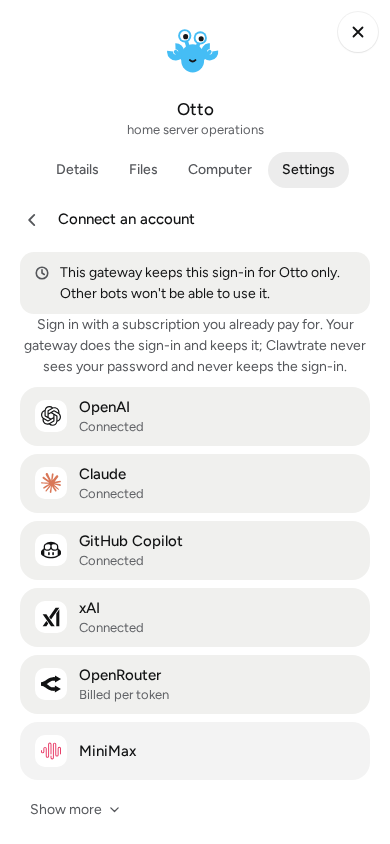 Otto
home server operations
Details
Files
Computer
Settings
Connect an account
This gateway keeps this sign-in for Otto only.
Other bots won't be able to use it.
Sign in with a subscription you already pay for. Your
gateway does the sign-in and keeps it; Clawtrate never
sees your password and never keeps the sign-in.
OpenAI
Connected
Claude
Connected
GitHub Copilot
Connected
xAI
Connected
OpenRouter
Billed per token
MiniMax
Show more